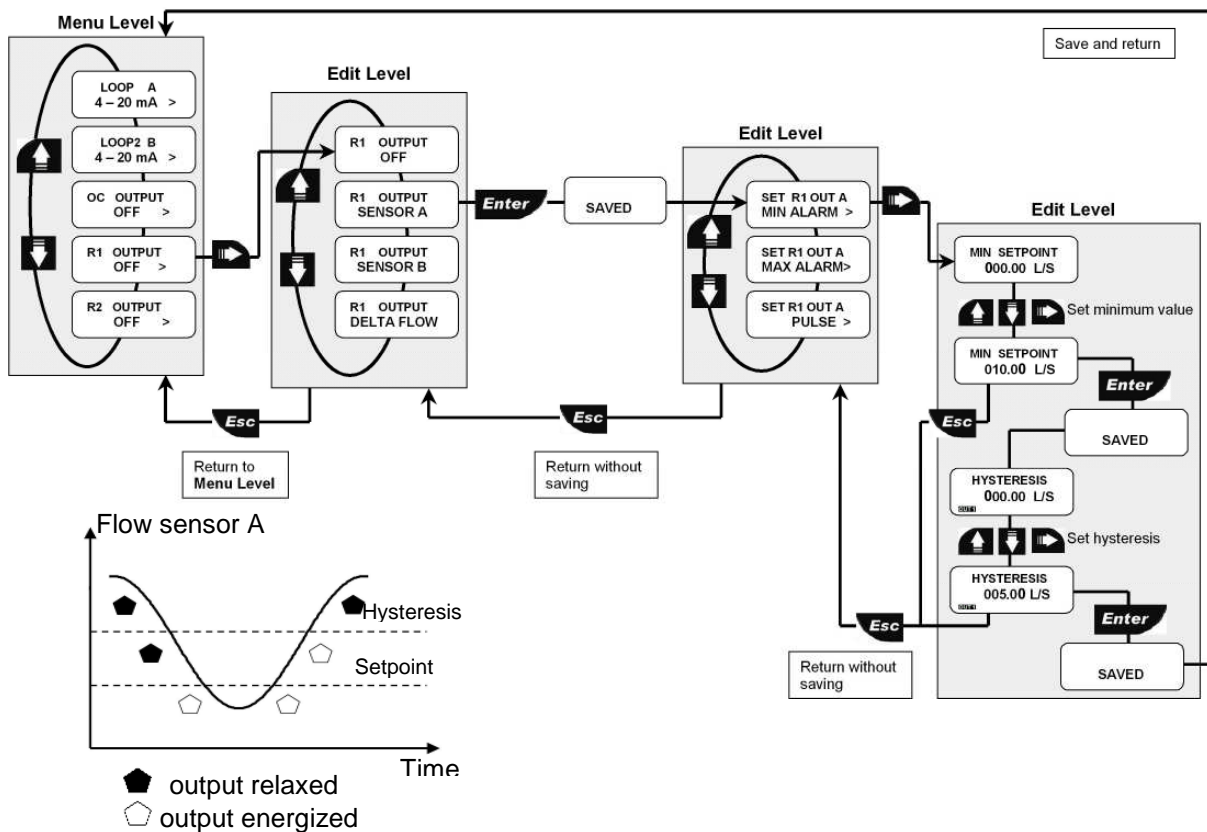 Menu Level
LOOP A
4 – 20 mA >
LOOP2 B
4 – 20 mA >
OC OUTPUT
OFF >
R1 OUTPUT
OFF >
R2 OUTPUT
OFF >
Edit Level
R1 OUTPUT
OFF
R1 OUTPUT
SENSOR A
R1 OUTPUT
SENSOR B
R1 OUTPUT
DELTA FLOW
Enter
SAVED
Edit Level
SET R1 OUT A
MIN ALARM >
SET R1 OUT A
MAX ALARM>
SET R1 OUT A
PULSE >
Save and return
Edit Level
MIN SETPOINT
000.00 L/S
Set minimum value
MIN SETPOINT
010.00 L/S
Enter
SAVED
HYSTERESIS
000.00 L/S
OUT1
Set hysteresis
HYSTERESIS
005.00 L/S
OUT1
Enter
SAVED
Esc
Return to
Menu Level
Esc
Return without
saving
Esc
Esc
Return without
saving
Flow sensor A
Hysteresis
Setpoint
Time
output relaxed
output energized